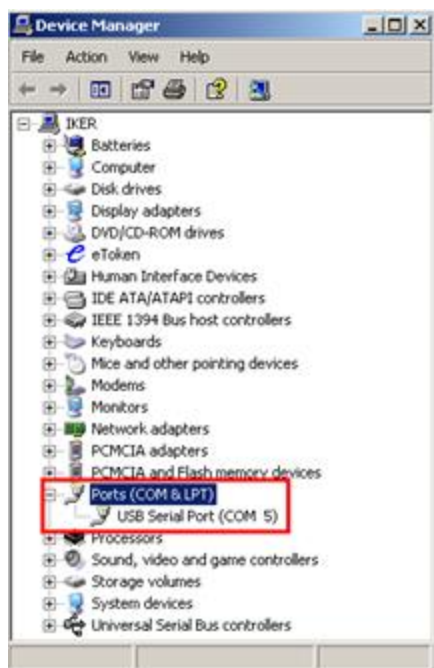 Device Manager
File Action View Help
IKER
Batteries
Computer
Disk drives
Display adapters
DVD/CD-ROM drives
eToken
Human Interface Devices
IDE ATA/ATAPI controllers
IEEE 1394 Bus host controllers
Keyboards
Mice and other pointing devices
Modems
Monitors
Network adapters
PCMCIA adapters
PCMCIA and Flash memory devices
Ports (COM & LPT)
USB Serial Port (COM 5)
Processors
Sound, video and game controllers
Storage volumes
System devices
Universal Serial Bus controllers